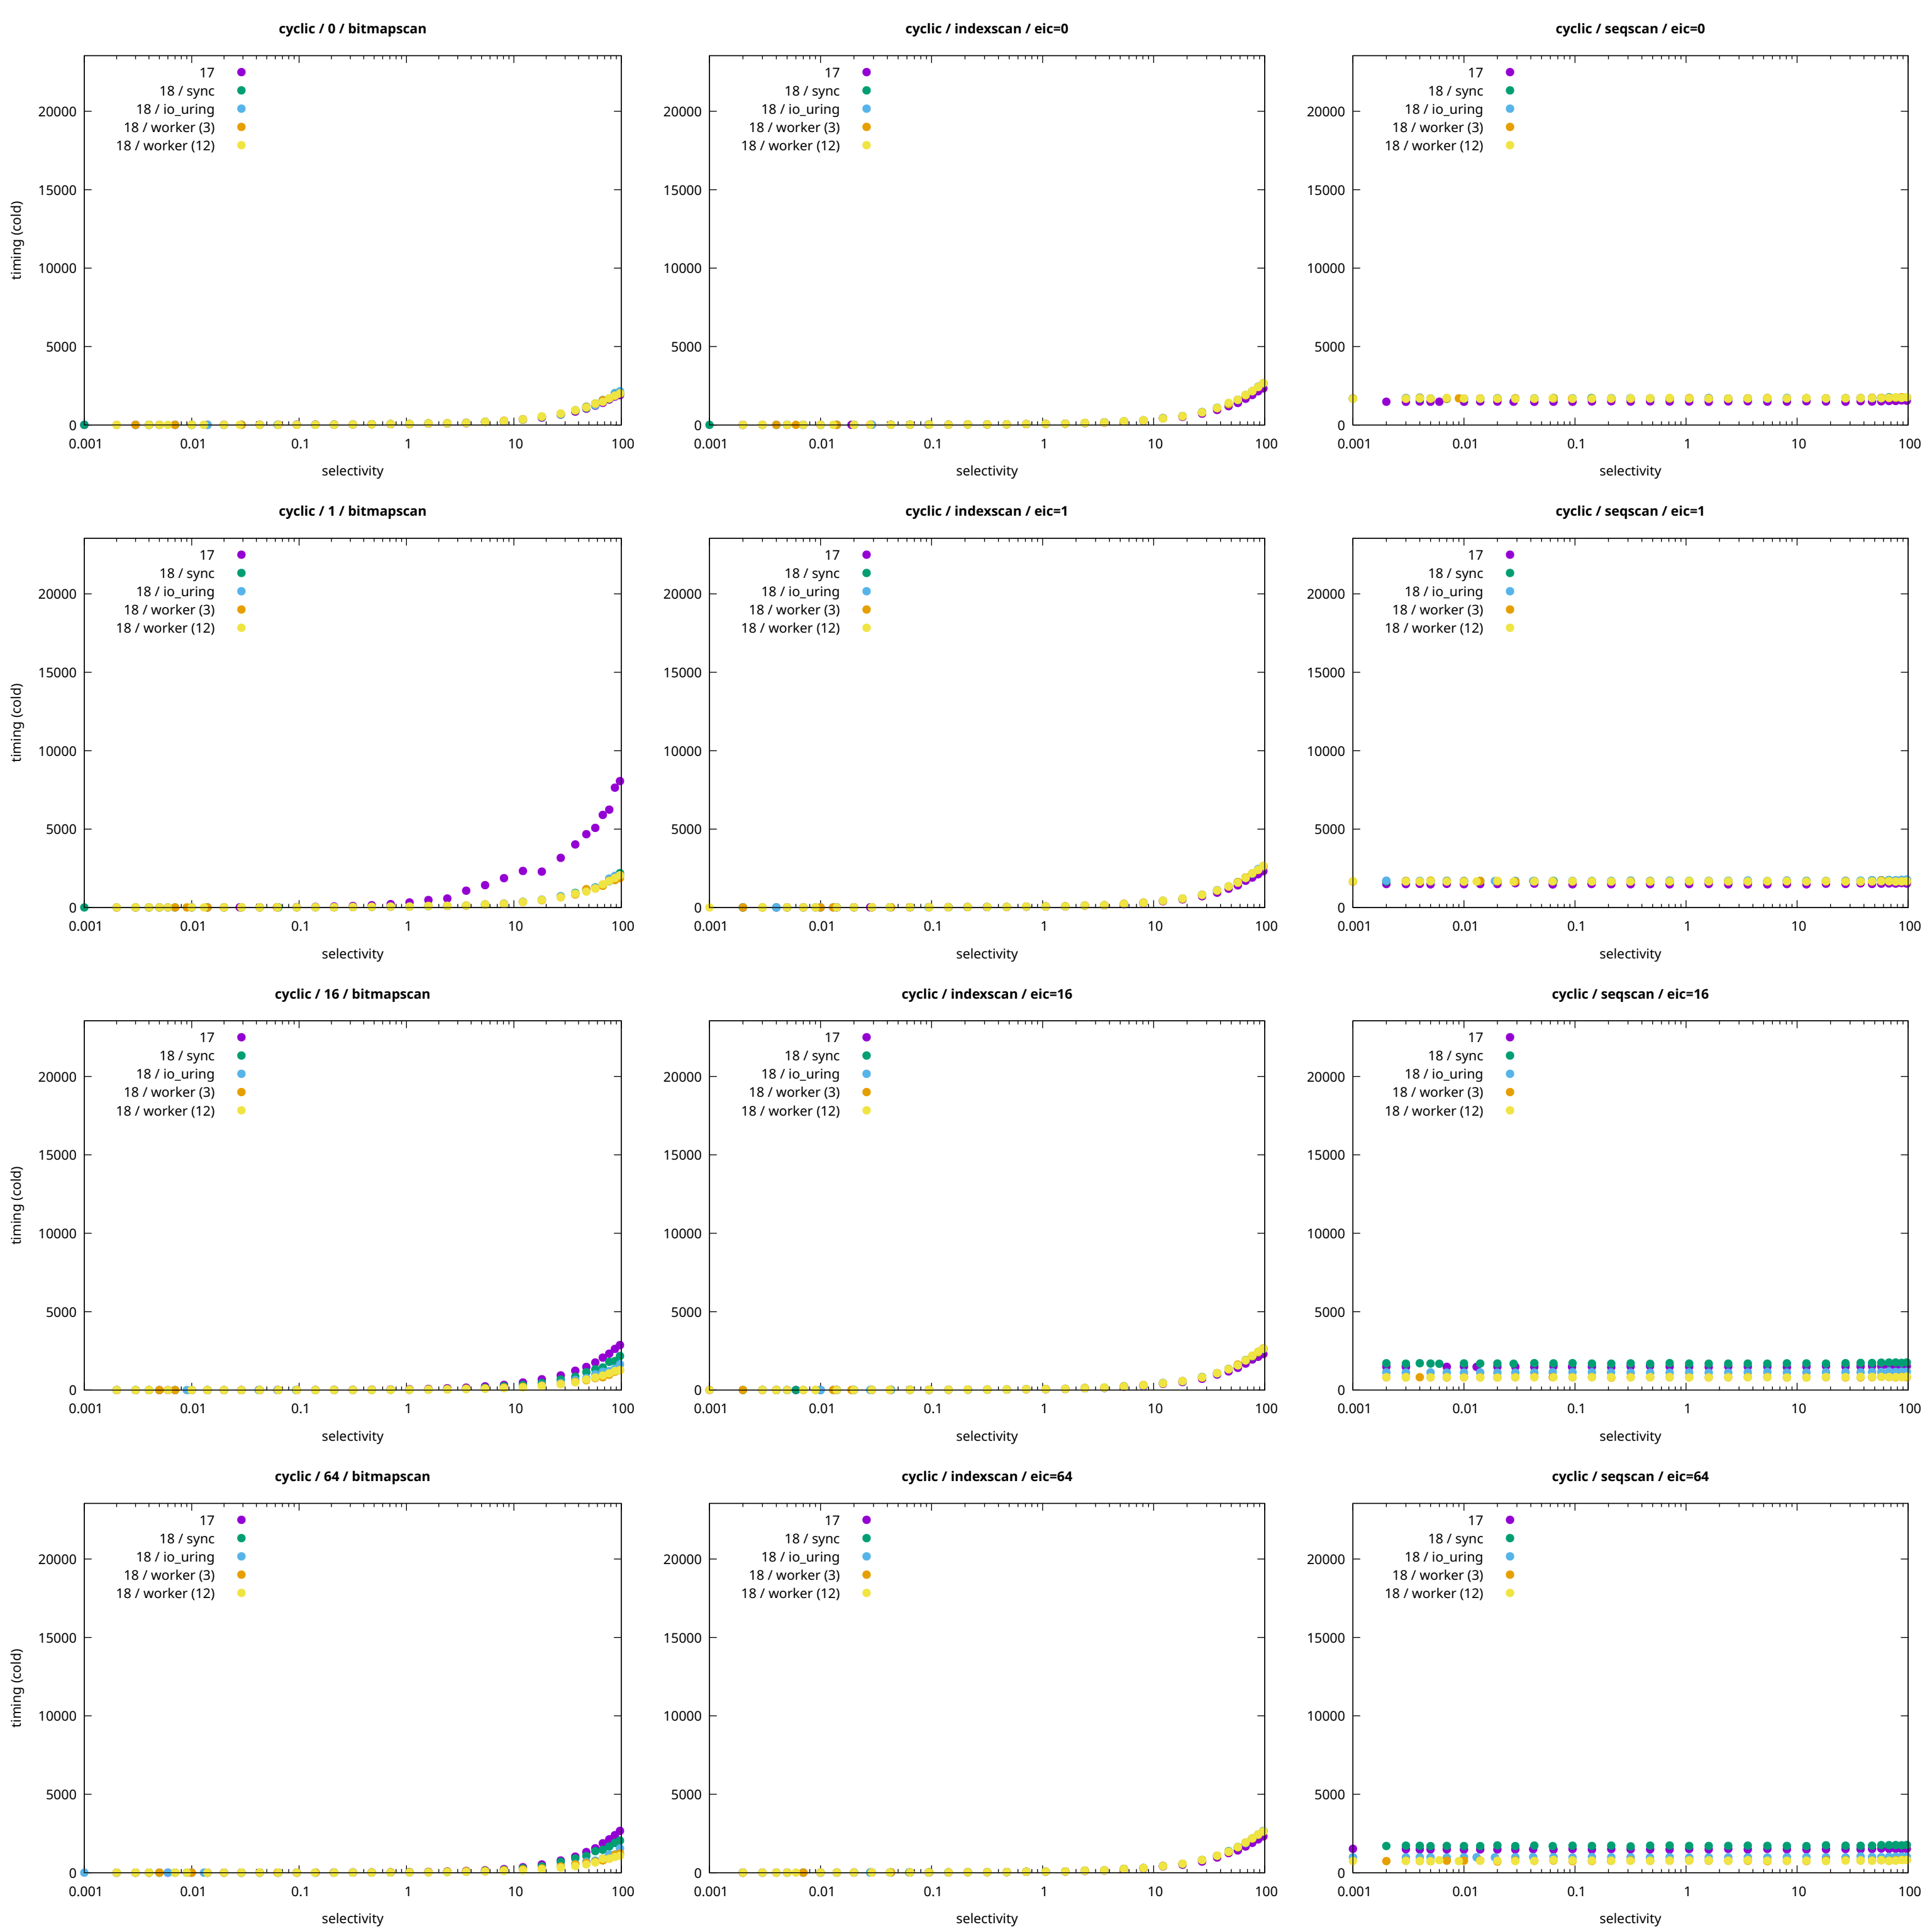 cyclic / 0 / bitmapscan
17
18 / sync
18 / io_uring
18 / worker (3)
18 / worker (12)
20000
15000
10000
5000
0
timing (cold)
0.001 0.01 0.1 1 10 100
selectivity
cyclic / indexscan / eic=0
17
18 / sync
18 / io_uring
18 / worker (3)
18 / worker (12)
20000
15000
10000
5000
0
0.001 0.01 0.1 1 10 100
selectivity
cyclic / seqscan / eic=0
17
18 / sync
18 / io_uring
18 / worker (3)
18 / worker (12)
20000
15000
10000
5000
0
0.001 0.01 0.1 1 10 100
selectivity
cyclic / 1 / bitmapscan
17
18 / sync
18 / io_uring
18 / worker (3)
18 / worker (12)
20000
15000
10000
5000
0
timing (cold)
0.001 0.01 0.1 1 10 100
selectivity
cyclic / indexscan / eic=1
17
18 / sync
18 / io_uring
18 / worker (3)
18 / worker (12)
20000
15000
10000
5000
0
0.001 0.01 0.1 1 10 100
selectivity
cyclic / seqscan / eic=1
17
18 / sync
18 / io_uring
18 / worker (3)
18 / worker (12)
20000
15000
10000
5000
0
0.001 0.01 0.1 1 10 100
selectivity
cyclic / 16 / bitmapscan
17
18 / sync
18 / io_uring
18 / worker (3)
18 / worker (12)
20000
15000
10000
5000
0
timing (cold)
0.001 0.01 0.1 1 10 100
selectivity
cyclic / indexscan / eic=16
17
18 / sync
18 / io_uring
18 / worker (3)
18 / worker (12)
20000
15000
10000
5000
0
0.001 0.01 0.1 1 10 100
selectivity
cyclic / seqscan / eic=16
17
18 / sync
18 / io_uring
18 / worker (3)
18 / worker (12)
20000
15000
10000
5000
0
0.001 0.01 0.1 1 10 100
selectivity
cyclic / 64 / bitmapscan
17
18 / sync
18 / io_uring
18 / worker (3)
18 / worker (12)
20000
15000
10000
5000
0
timing (cold)
0.001 0.01 0.1 1 10 100
selectivity
cyclic / indexscan / eic=64
17
18 / sync
18 / io_uring
18 / worker (3)
18 / worker (12)
20000
15000
10000
5000
0
0.001 0.01 0.1 1 10 100
selectivity
cyclic / seqscan / eic=64
17
18 / sync
18 / io_uring
18 / worker (3)
18 / worker (12)
20000
15000
10000
5000
0
0.001 0.01 0.1 1 10 100
selectivity